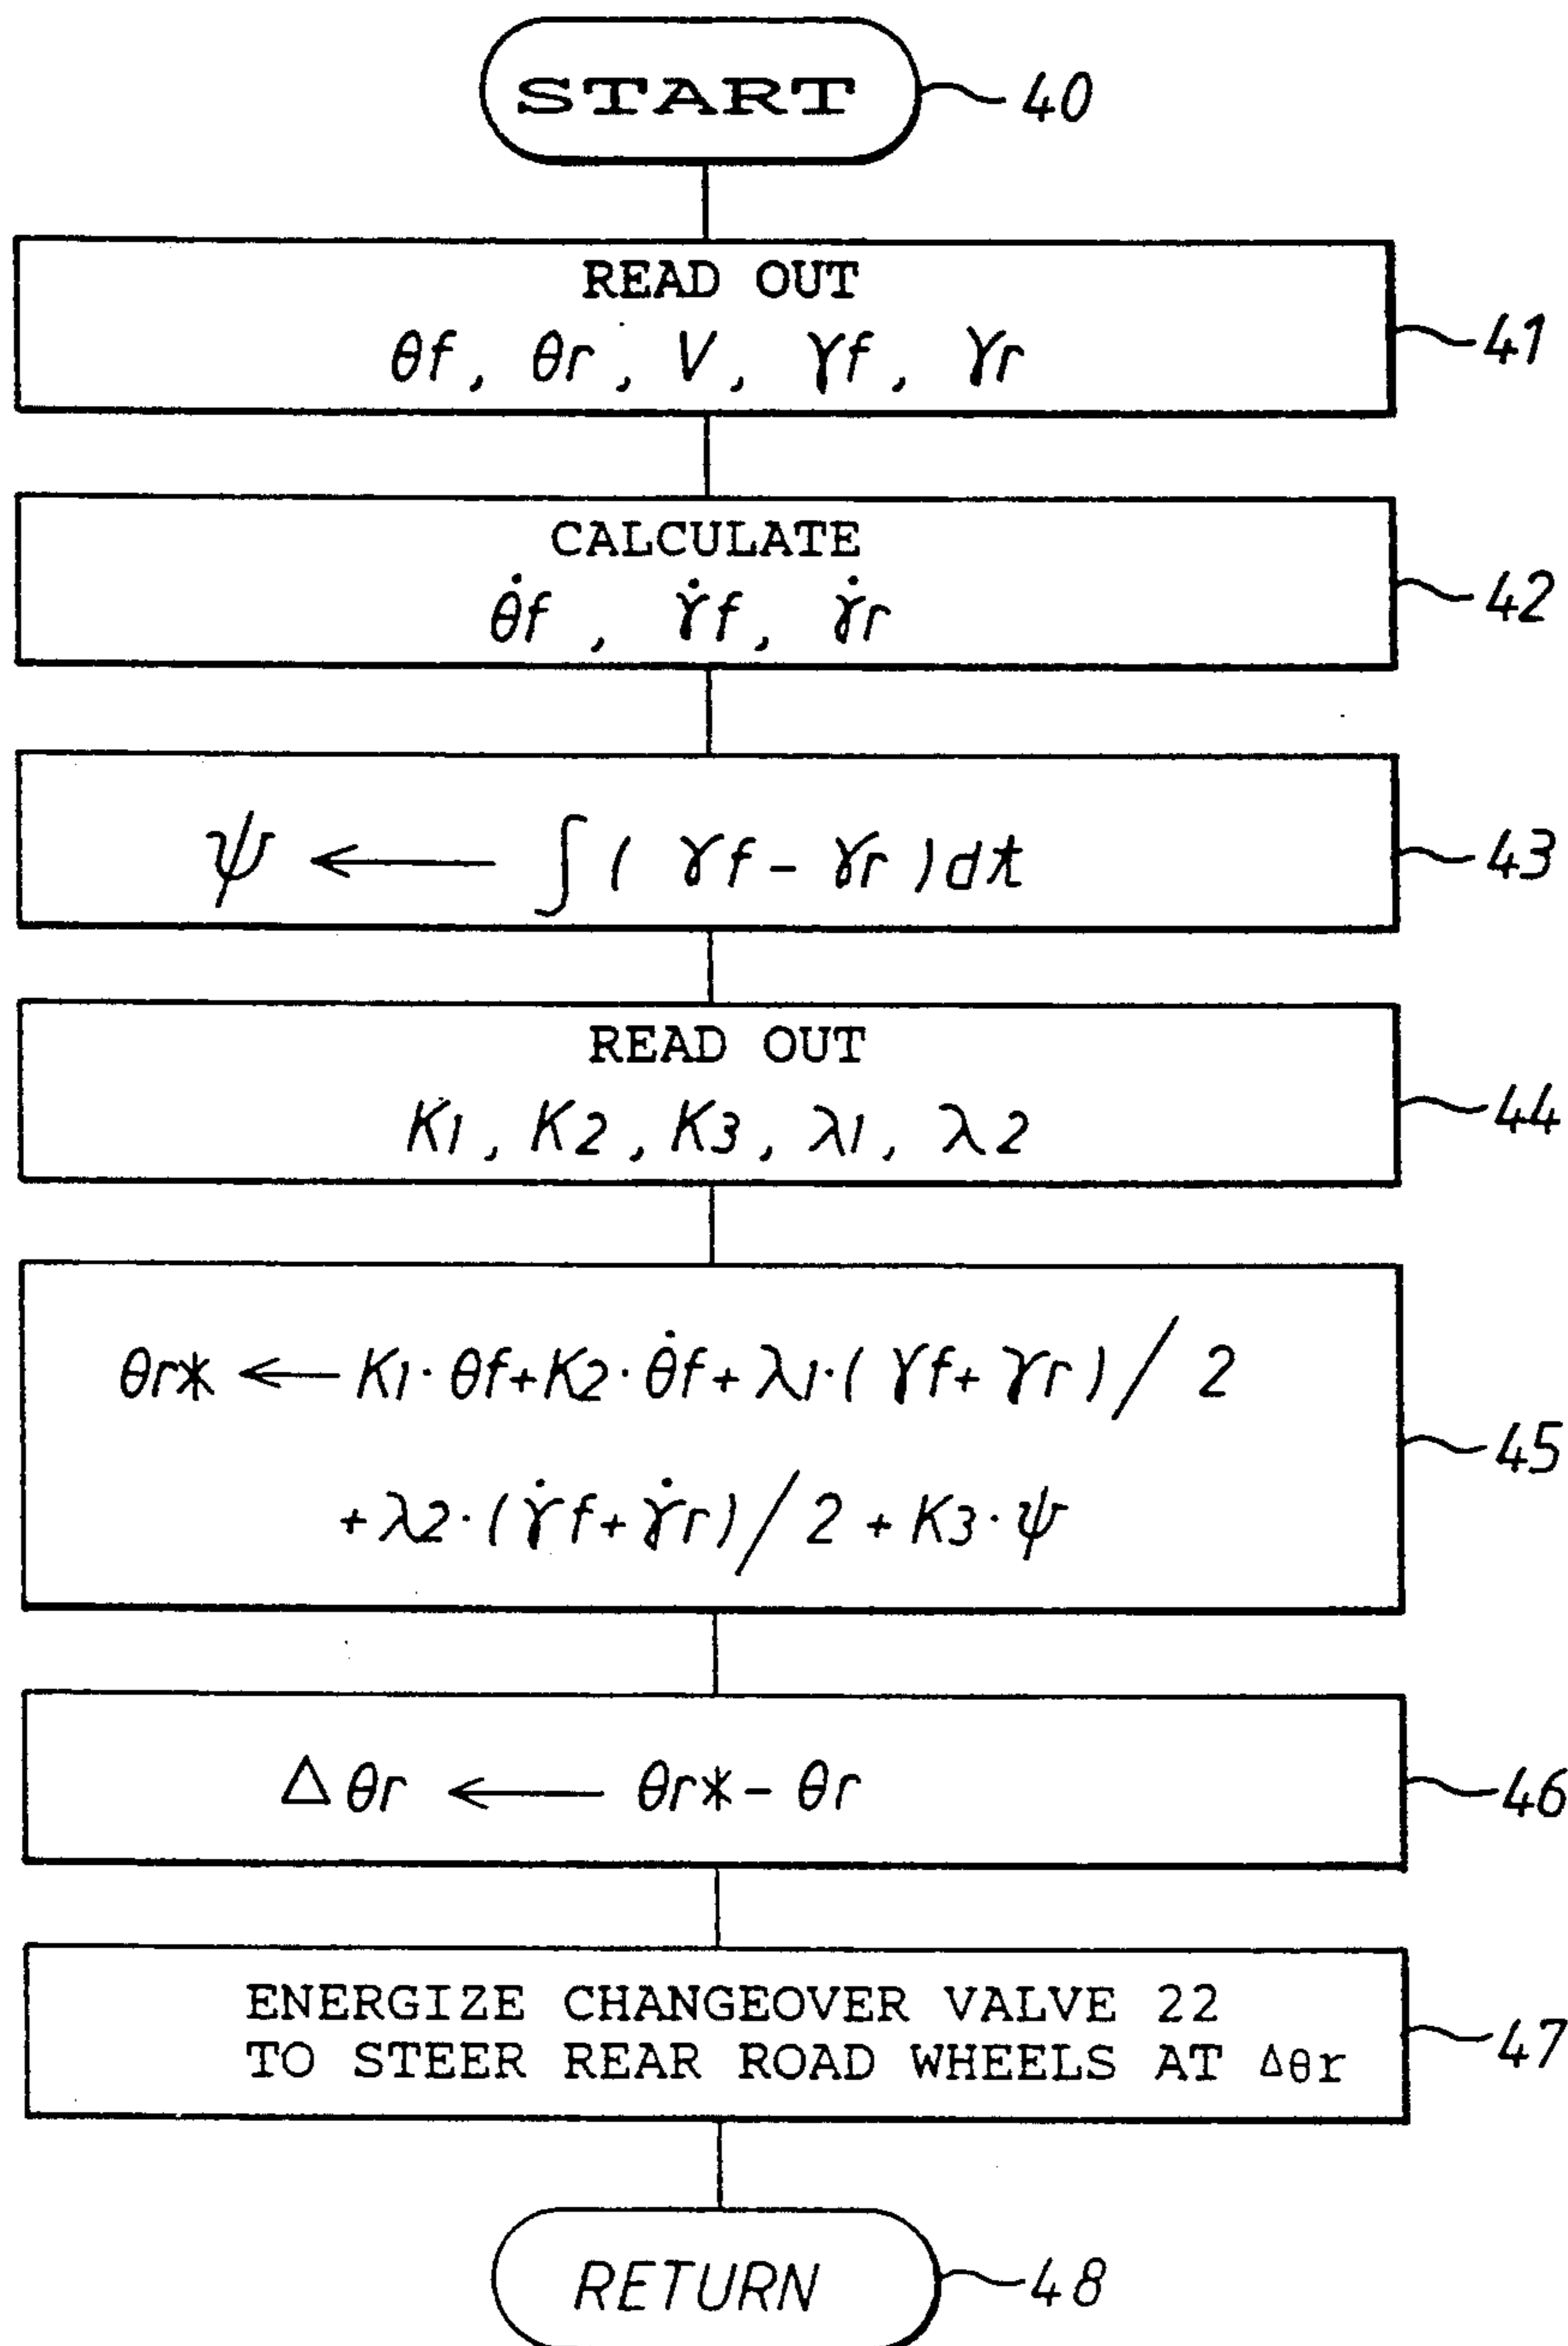 START 40
READ OUT
θf, θr, V, γf, γr 41
CALCULATE
θ̇f, γ̇f, γ̇r 42
ψ ← ∫( γf - γr )dt 43
READ OUT
K1, K2, K3, λ1, λ2 44
θr* ← K1·θf+K2·θ̇f+λ1·(γf+γr)/2
45
+λ2·(γ̇f+γ̇r)/2+K3·ψ
Δθr ← θr*-θr 46
ENERGIZE CHANGEOVER VALVE 22
TO STEER REAR ROAD WHEELS AT Δθr 47
RETURN 48